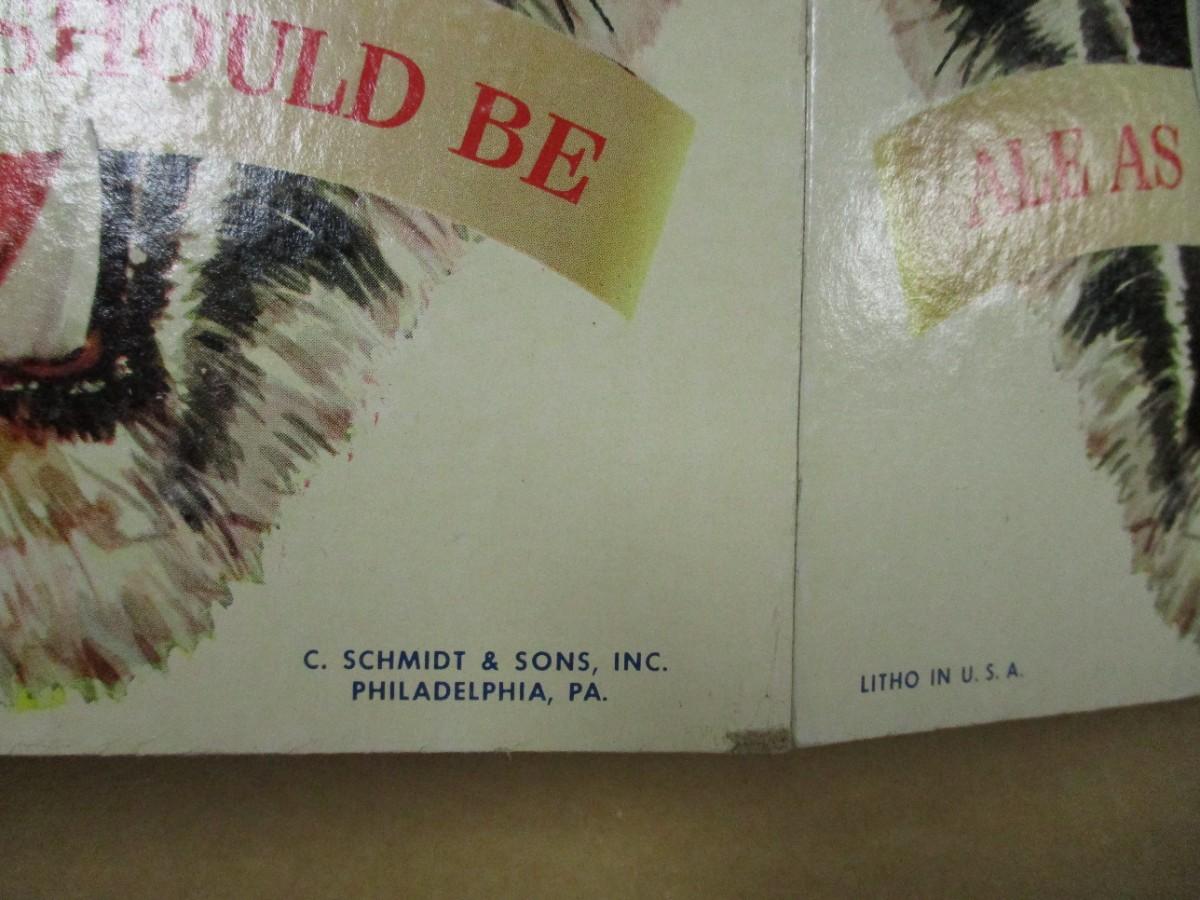 SHOULD BE
ALE AS
C. SCHMIDT & SONS, INC.
PHILADELPHIA, PA.
LITHO IN U. S. A.